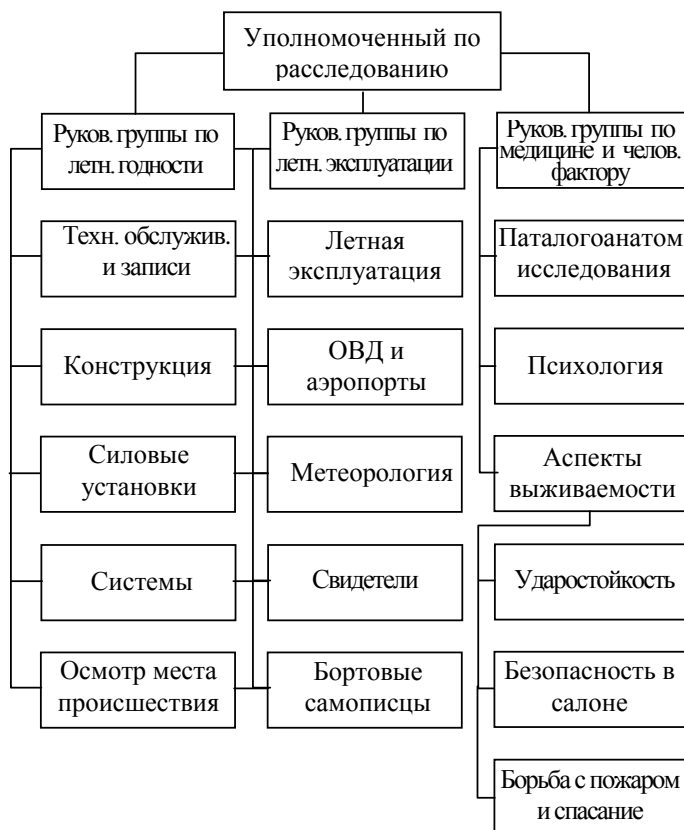 Уполномоченный по
расследованию
Руков. группы по
летн. годности
Руков. группы по
летн. эксплуатации
Руков. группы по
медицине и челов.
фактору
Техн. обслужив.
и записи
Летная
эксплуатация
Паталогоанатом
исследования
Конструкция
ОВД и
аэропорты
Психология
Силовые
установки
Метеорология
Аспекты
выживаемости
Системы
Свидетели
Ударостойкость
Осмотр места
происшествия
Бортовые
самописцы
Безопасность в
салоне
Борьба с пожаром
и спасание